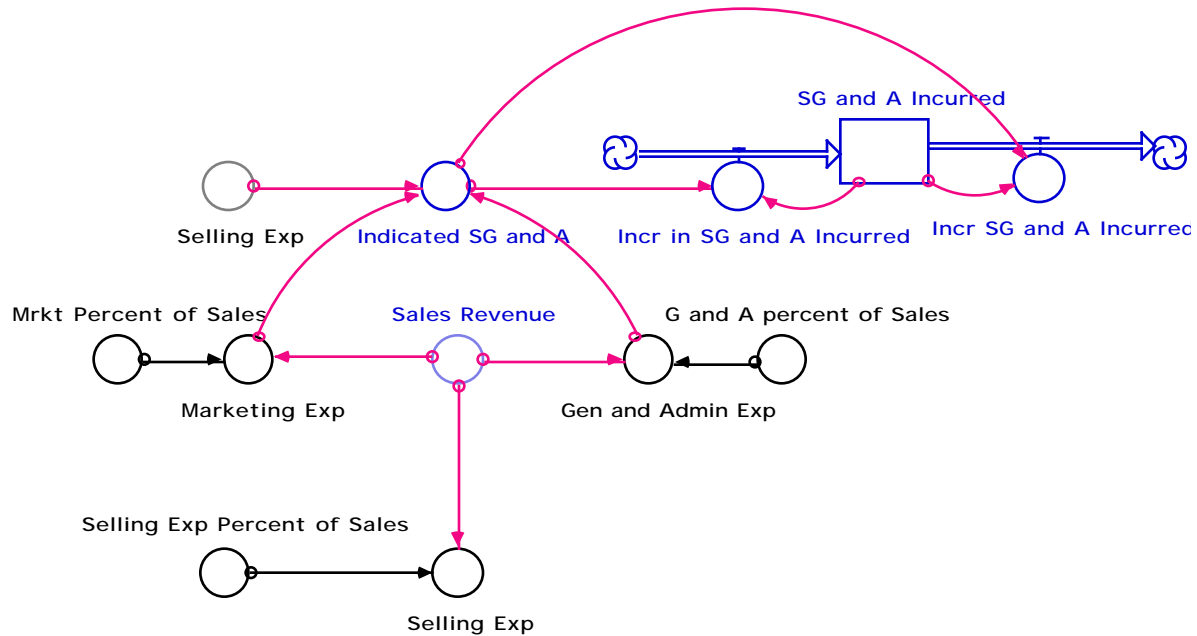 SG and A Incurred
Selling Exp
Indicated SG and A
Incr in SG and A Incurred
Incr SG and A Incurred
Mrkt Percent of Sales
Sales Revenue
G and A percent of Sales
Marketing Exp
Gen and Admin Exp
Selling Exp Percent of Sales
Selling Exp